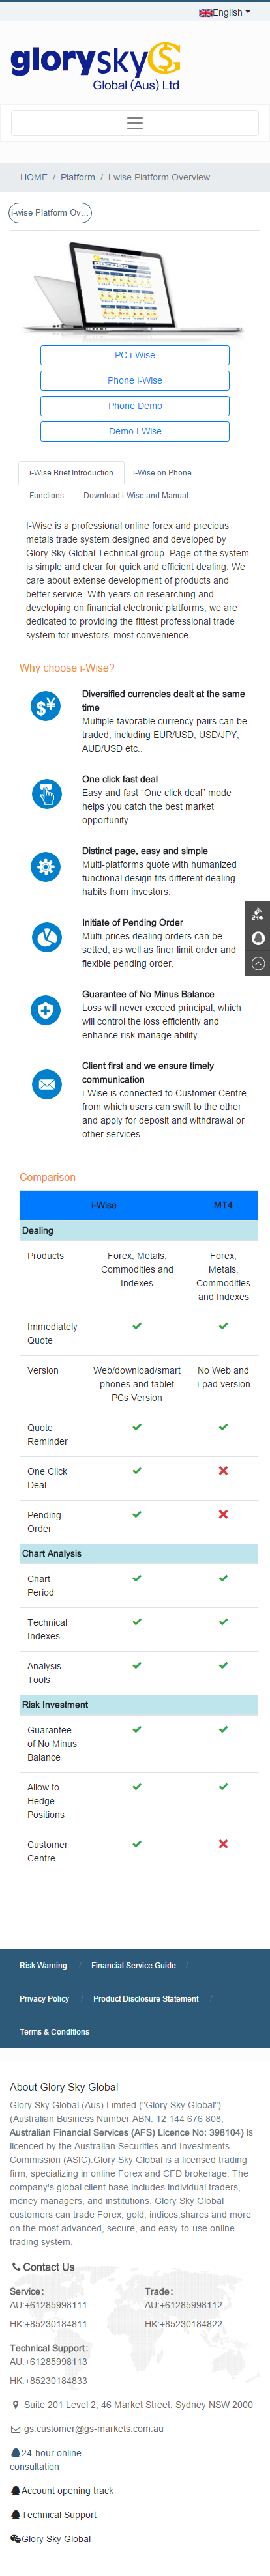 English
glorysky
Global (Aus) Ltd
HOME / Platform / i-wise Platform Overview
i-wise Platform Ov...
PC i-Wise
Phone i-Wise
Phone Demo
Demo i-Wise
i-Wise Brief Introduction
i-Wise on Phone
Functions
Download i-Wise and Manual
I-Wise is a professional online forex and precious
metals trade system designed and developed by
Glory Sky Global Technical group. Page of the system
is simple and clear for quick and efficient dealing. We
care about extense development of products and
better service. With years on researching and
developing on financial electronic platforms, we are
dedicated to providing the fittest professional trade
system for investors' most convenience.
Why choose i-Wise?
Diversified currencies dealt at the same
time
Multiple favorable currency pairs can be
traded, including EUR/USD, USD/JPY,
AUD/USD etc..
One click fast deal
Easy and fast “One click deal” mode
helps you catch the best market
opportunity.
Distinct page, easy and simple
Multi-platforms quote with humanized
functional design fits different dealing
habits from investors.
Initiate of Pending Order
Multi-prices dealing orders can be
setted, as well as finer limit order and
flexible pending order.
Guarantee of No Minus Balance
Loss will never exceed principal, which
will control the loss efficiently and
enhance risk manage ability.
Client first and we ensure timely
communication
i-Wise is connected to Customer Centre,
from which users can swift to the other
and apply for deposit and withdrawal or
other services.
Comparison
i-Wise MT4
Dealing
Products
Forex, Metals,
Commodities and
Indexes
Forex,
Metals,
Commodities
and Indexes
Immediately
Quote
Version
Web/download/smart
phones and tablet
PCs Version
No Web and
i-pad version
Quote
Reminder
One Click
Deal
Pending
Order
Chart Analysis
Chart
Period
Technical
Indexes
Analysis
Tools
Risk Investment
Guarantee
of No Minus
Balance
Allow to
Hedge
Positions
Customer
Centre
Risk Warning / Financial Service Guide /
Privacy Policy / Product Disclosure Statement /
Terms & Conditions
About Glory Sky Global
Glory Sky Global (Aus) Limited ("Glory Sky Global")
(Australian Business Number ABN: 12 144 676 808,
Australian Financial Services (AFS) Licence No: 398104) is
licenced by the Australian Securities and Investments
Commission (ASIC).Glory Sky Global is a licensed trading
firm, specializing in online Forex and CFD brokerage. The
company's global client base includes individual traders,
money managers, and institutions. Glory Sky Global
customers can trade Forex, gold, indices,shares and more
on the most advanced, secure, and easy-to-use online
trading system.
Contact Us
Service:
AU:+61285998111
HK:+85230184811
Trade:
AU:+61285998112
HK:+85230184822
Technical Support:
AU:+61285998113
HK:+85230184833
Suite 201 Level 2, 46 Market Street, Sydney NSW 2000
gs.customer@gs-markets.com.au
24-hour online
consultation
Account opening track
Technical Support
Glory Sky Global